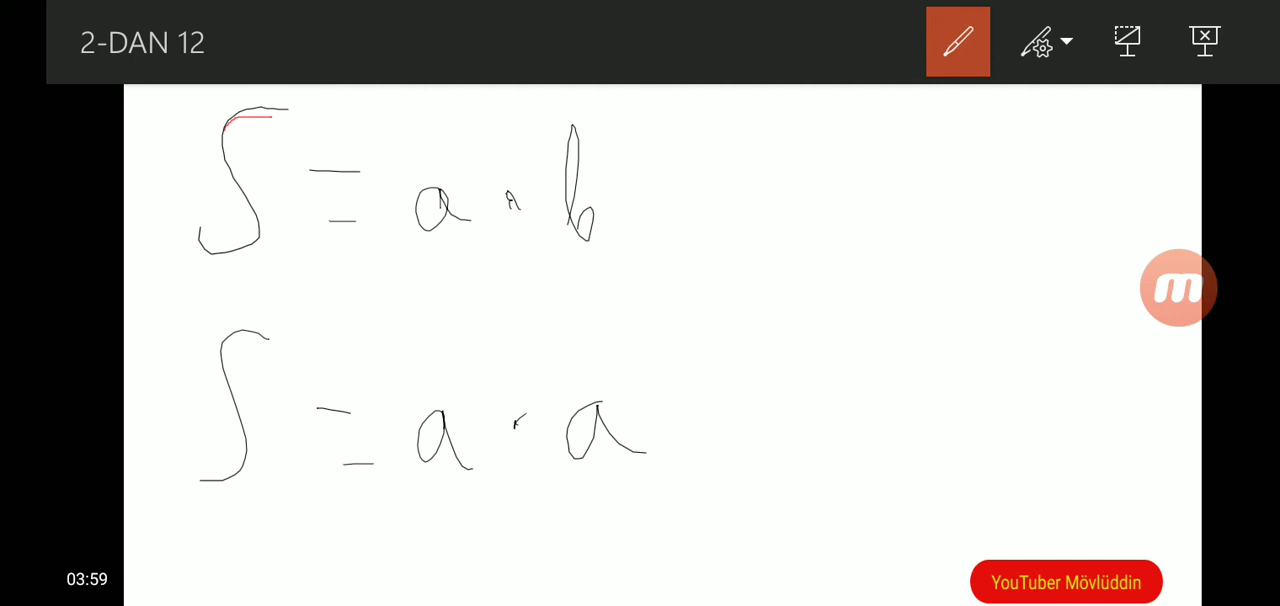 2-DAN 12
S = a · b
S = a · a
03:59
YouTuber Mövlüddin